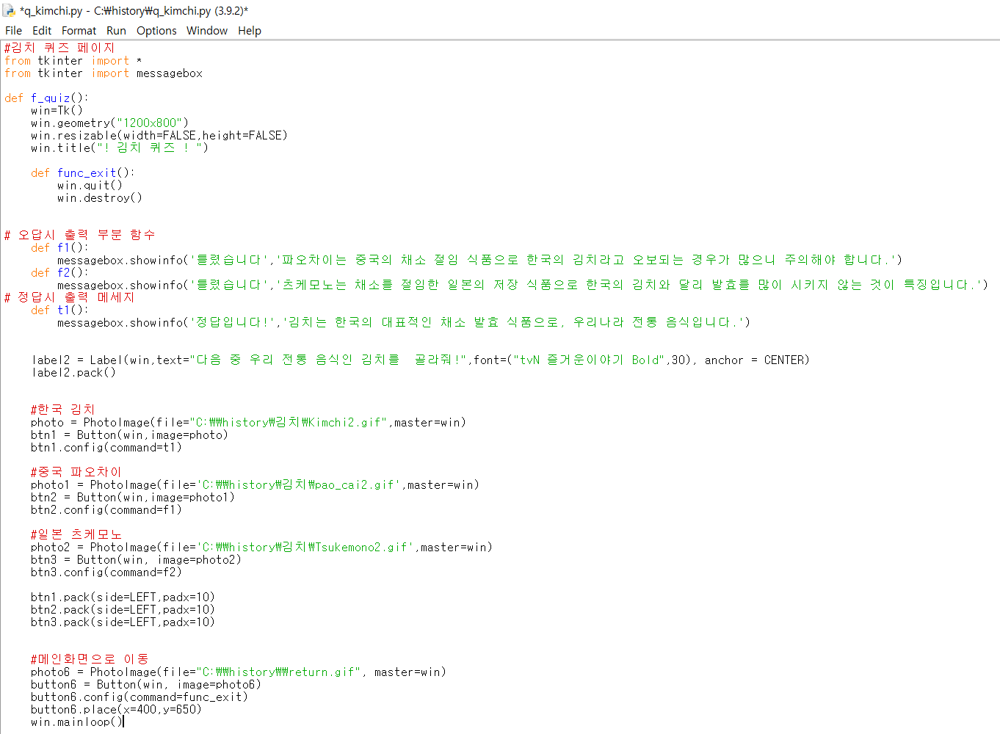 *q_kimchi.py - C:₩history₩q_kimchi.py (3.9.2)*
File Edit Format Run Options Window Help
#김치 퀴즈 페이지
from tkinter import *
from tkinter import messagebox
def f_quiz():
win=Tk()
win.geometry("1200x800")
win.resizable(width=FALSE,height=FALSE)
win.title("! 김치 퀴즈 ! ")
def func_exit():
win.quit()
win.destroy()
# 오답시 출력 부분 함수
def f1():
messagebox.showinfo('틀렸습니다','파오차이는 중국의 채소 절임 식품으로 한국의 김치라고 오보되는 경우가 많으니 주의해야 합니다.')
def f2():
messagebox.showinfo('틀렸습니다','츠케모노는 채소를 절임한 일본의 저장 식품으로 한국의 김치와 달리 발효를 많이 시키지 않는 것이 특징입니다.')
# 정답시 출력 메세지
def t1():
messagebox.showinfo('정답입니다!','김치는 한국의 대표적인 채소 발효 식품으로, 우리나라 전통 음식입니다.')
label2 = Label(win,text="다음 중 우리 전통 음식인 김치를  골라줘!",font=("tvN 즐거운이야기 Bold",30), anchor = CENTER)
label2.pack()
#한국 김치
photo = PhotoImage(file="C:₩₩history₩김치₩Kimchi2.gif",master=win)
btn1 = Button(win,image=photo)
btn1.config(command=t1)
#중국 파오차이
photo1 = PhotoImage(file='C:₩₩history₩김치₩pao_cai2.gif',master=win)
btn2 = Button(win,image=photo1)
btn2.config(command=f1)
#일본 츠케모노
photo2 = PhotoImage(file='C:₩₩history₩김치₩Tsukemono2.gif',master=win)
btn3 = Button(win, image=photo2)
btn3.config(command=f2)
btn1.pack(side=LEFT,padx=10)
btn2.pack(side=LEFT,padx=10)
btn3.pack(side=LEFT,padx=10)
#메인화면으로 이동
photo6 = PhotoImage(file="C:₩₩history₩₩return.gif", master=win)
button6 = Button(win, image=photo6)
button6.config(command=func_exit)
button6.place(x=400,y=650)
win.mainloop()